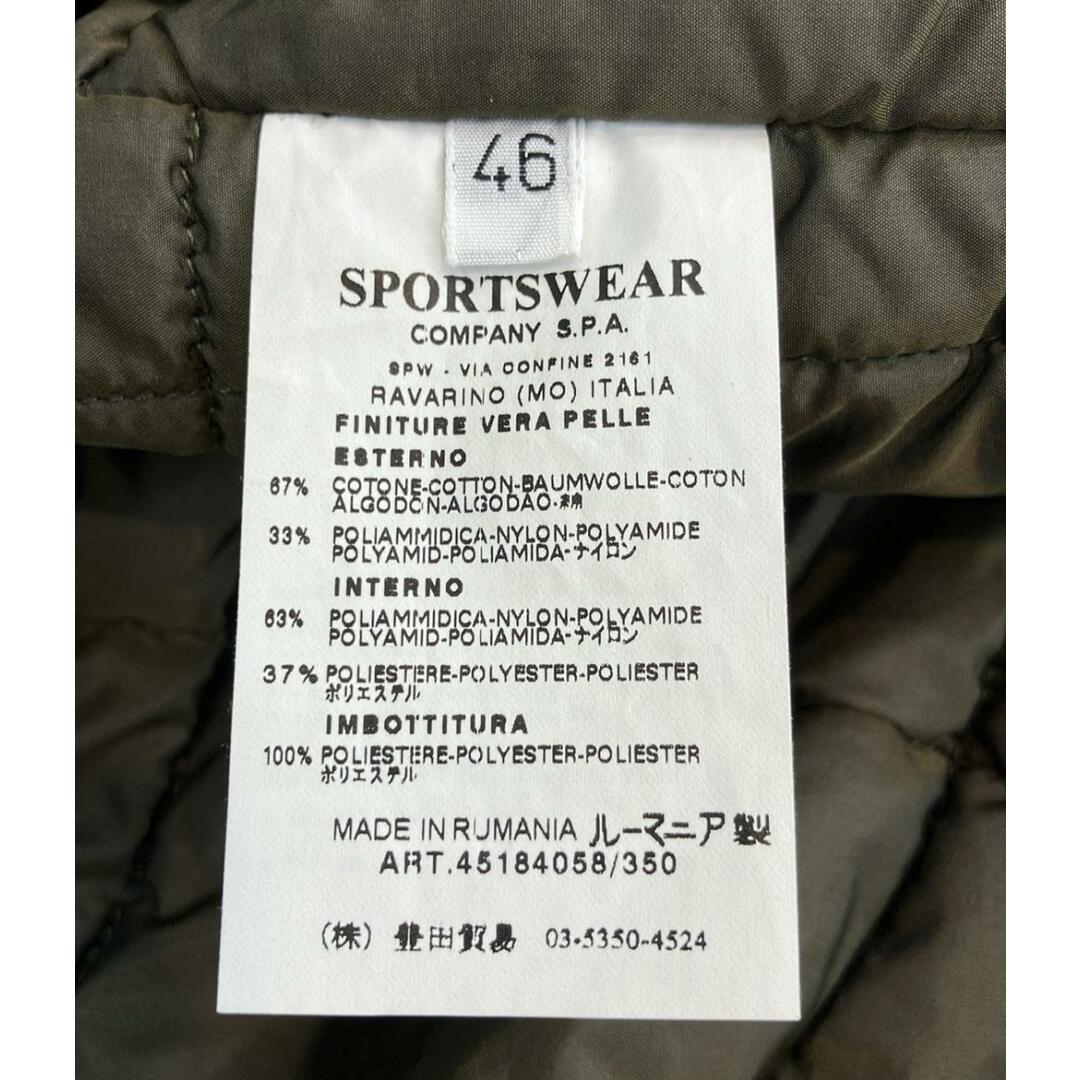 46
SPORTSWEAR
COMPANY S.P.A.
SPW - VIA CONFINE 2161
RAVARINO (MO) ITALIA
FINITURE VERA PELLE
ESTERNO
67% COTONE-COTTON-BAUMWOLLE-COTON
ALGODON-ALGODAO-綿
33% POLIAMMIDICA-NYLON-POLYAMIDE
POLYAMID-POLIAMIDA-ナイロン
INTERNO
63% POLIAMMIDICA-NYLON-POLYAMIDE
POLYAMID-POLIAMIDA-ナイロン
37% POLIESTERE-POLYESTER-POLIESTER
ポリエステル
IMBOTTITURA
100% POLIESTERE-POLYESTER-POLIESTER
ポリエステル
MADE IN RUMANIA ルーマニア製
ART.45184058/350
(株) 豊田貿易 03-5350-4524